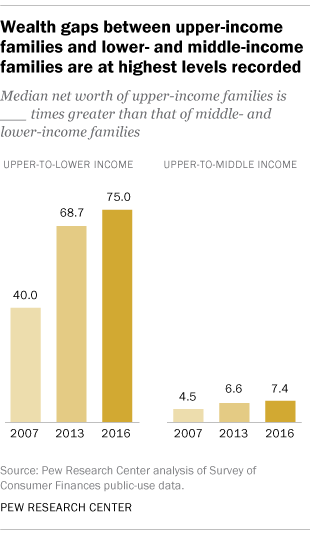 Wealth gaps between upper-income
families and lower- and middle-income
families are at highest levels recorded
Median net worth of upper-income families is
___ times greater than that of middle- and
lower-income families
UPPER-TO-LOWER INCOME
40.0
68.7
75.0
2007 2013 2016
UPPER-TO-MIDDLE INCOME
4.5
6.6
7.4
2007 2013 2016
Source: Pew Research Center analysis of Survey of
Consumer Finances public-use data.
PEW RESEARCH CENTER